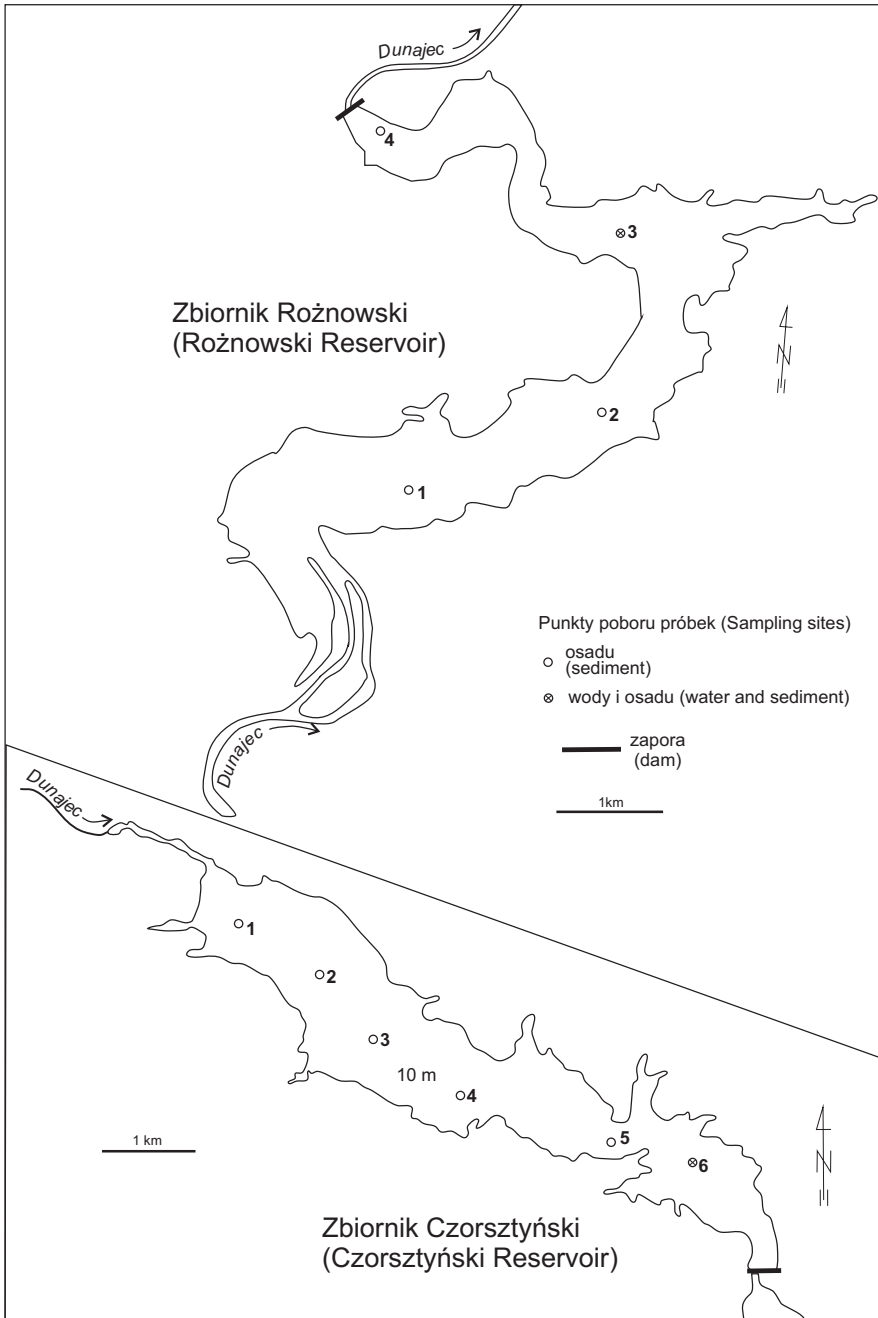 Dunajec
4
3
Zbiornik Rożnowski
(Rożnowski Reservoir)
N
2
1
Punkty poboru próbek (Sampling sites)
osadu
(sediment)
wody i osadu (water and sediment)
zapora
(dam)
1km
Dunajec
Dunajec
1
2
3
10 m
4
5
6
1 km
N
Zbiornik Czorsztyński
(Czorsztyński Reservoir)